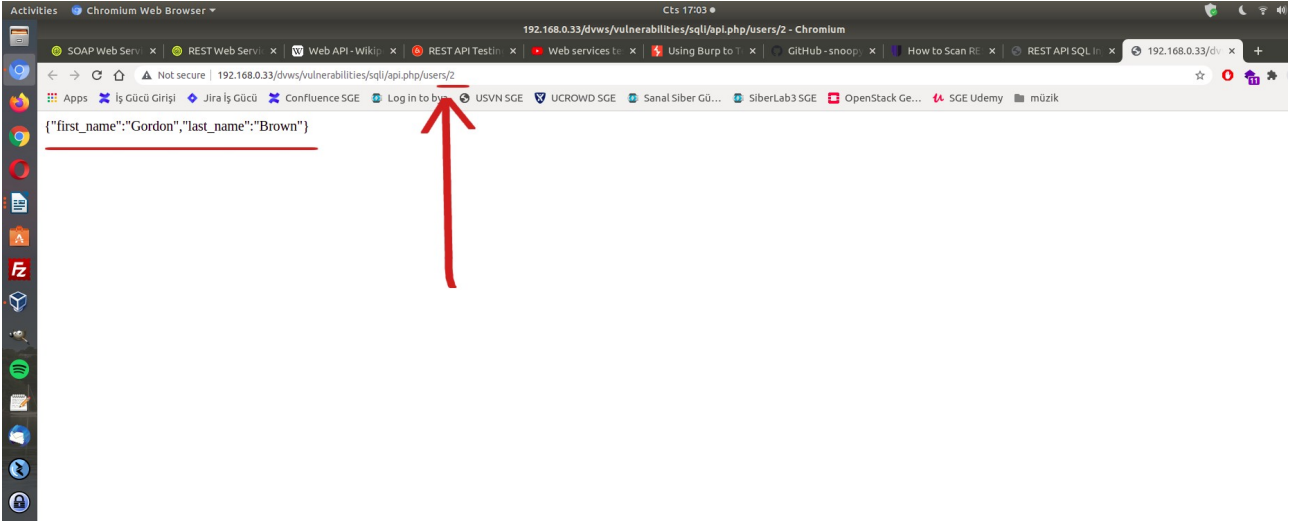 Activities Chromium Web Browser Cts 17:03
192.168.0.33/dvws/vulnerabilities/sqli/api.php/users/2 - Chromium
SOAP Web Servi REST Web Servic Web API - Wikip REST API Testin Web services te Using Burp to T GitHub - snoopy How to Scan RE REST API SQL In 192.168.0.33/dv
Not secure 192.168.0.33/dvws/vulnerabilities/sqli/api.php/users/2
Apps İş Gücü Girişi Jira İş Gücü Confluence SGE Log in to USVN SGE UCROWD SGE Sanal Siber Gü... SiberLab3 SGE OpenStack Ge... SGE Udemy müzik
{"first_name":"Gordon","last_name":"Brown"}